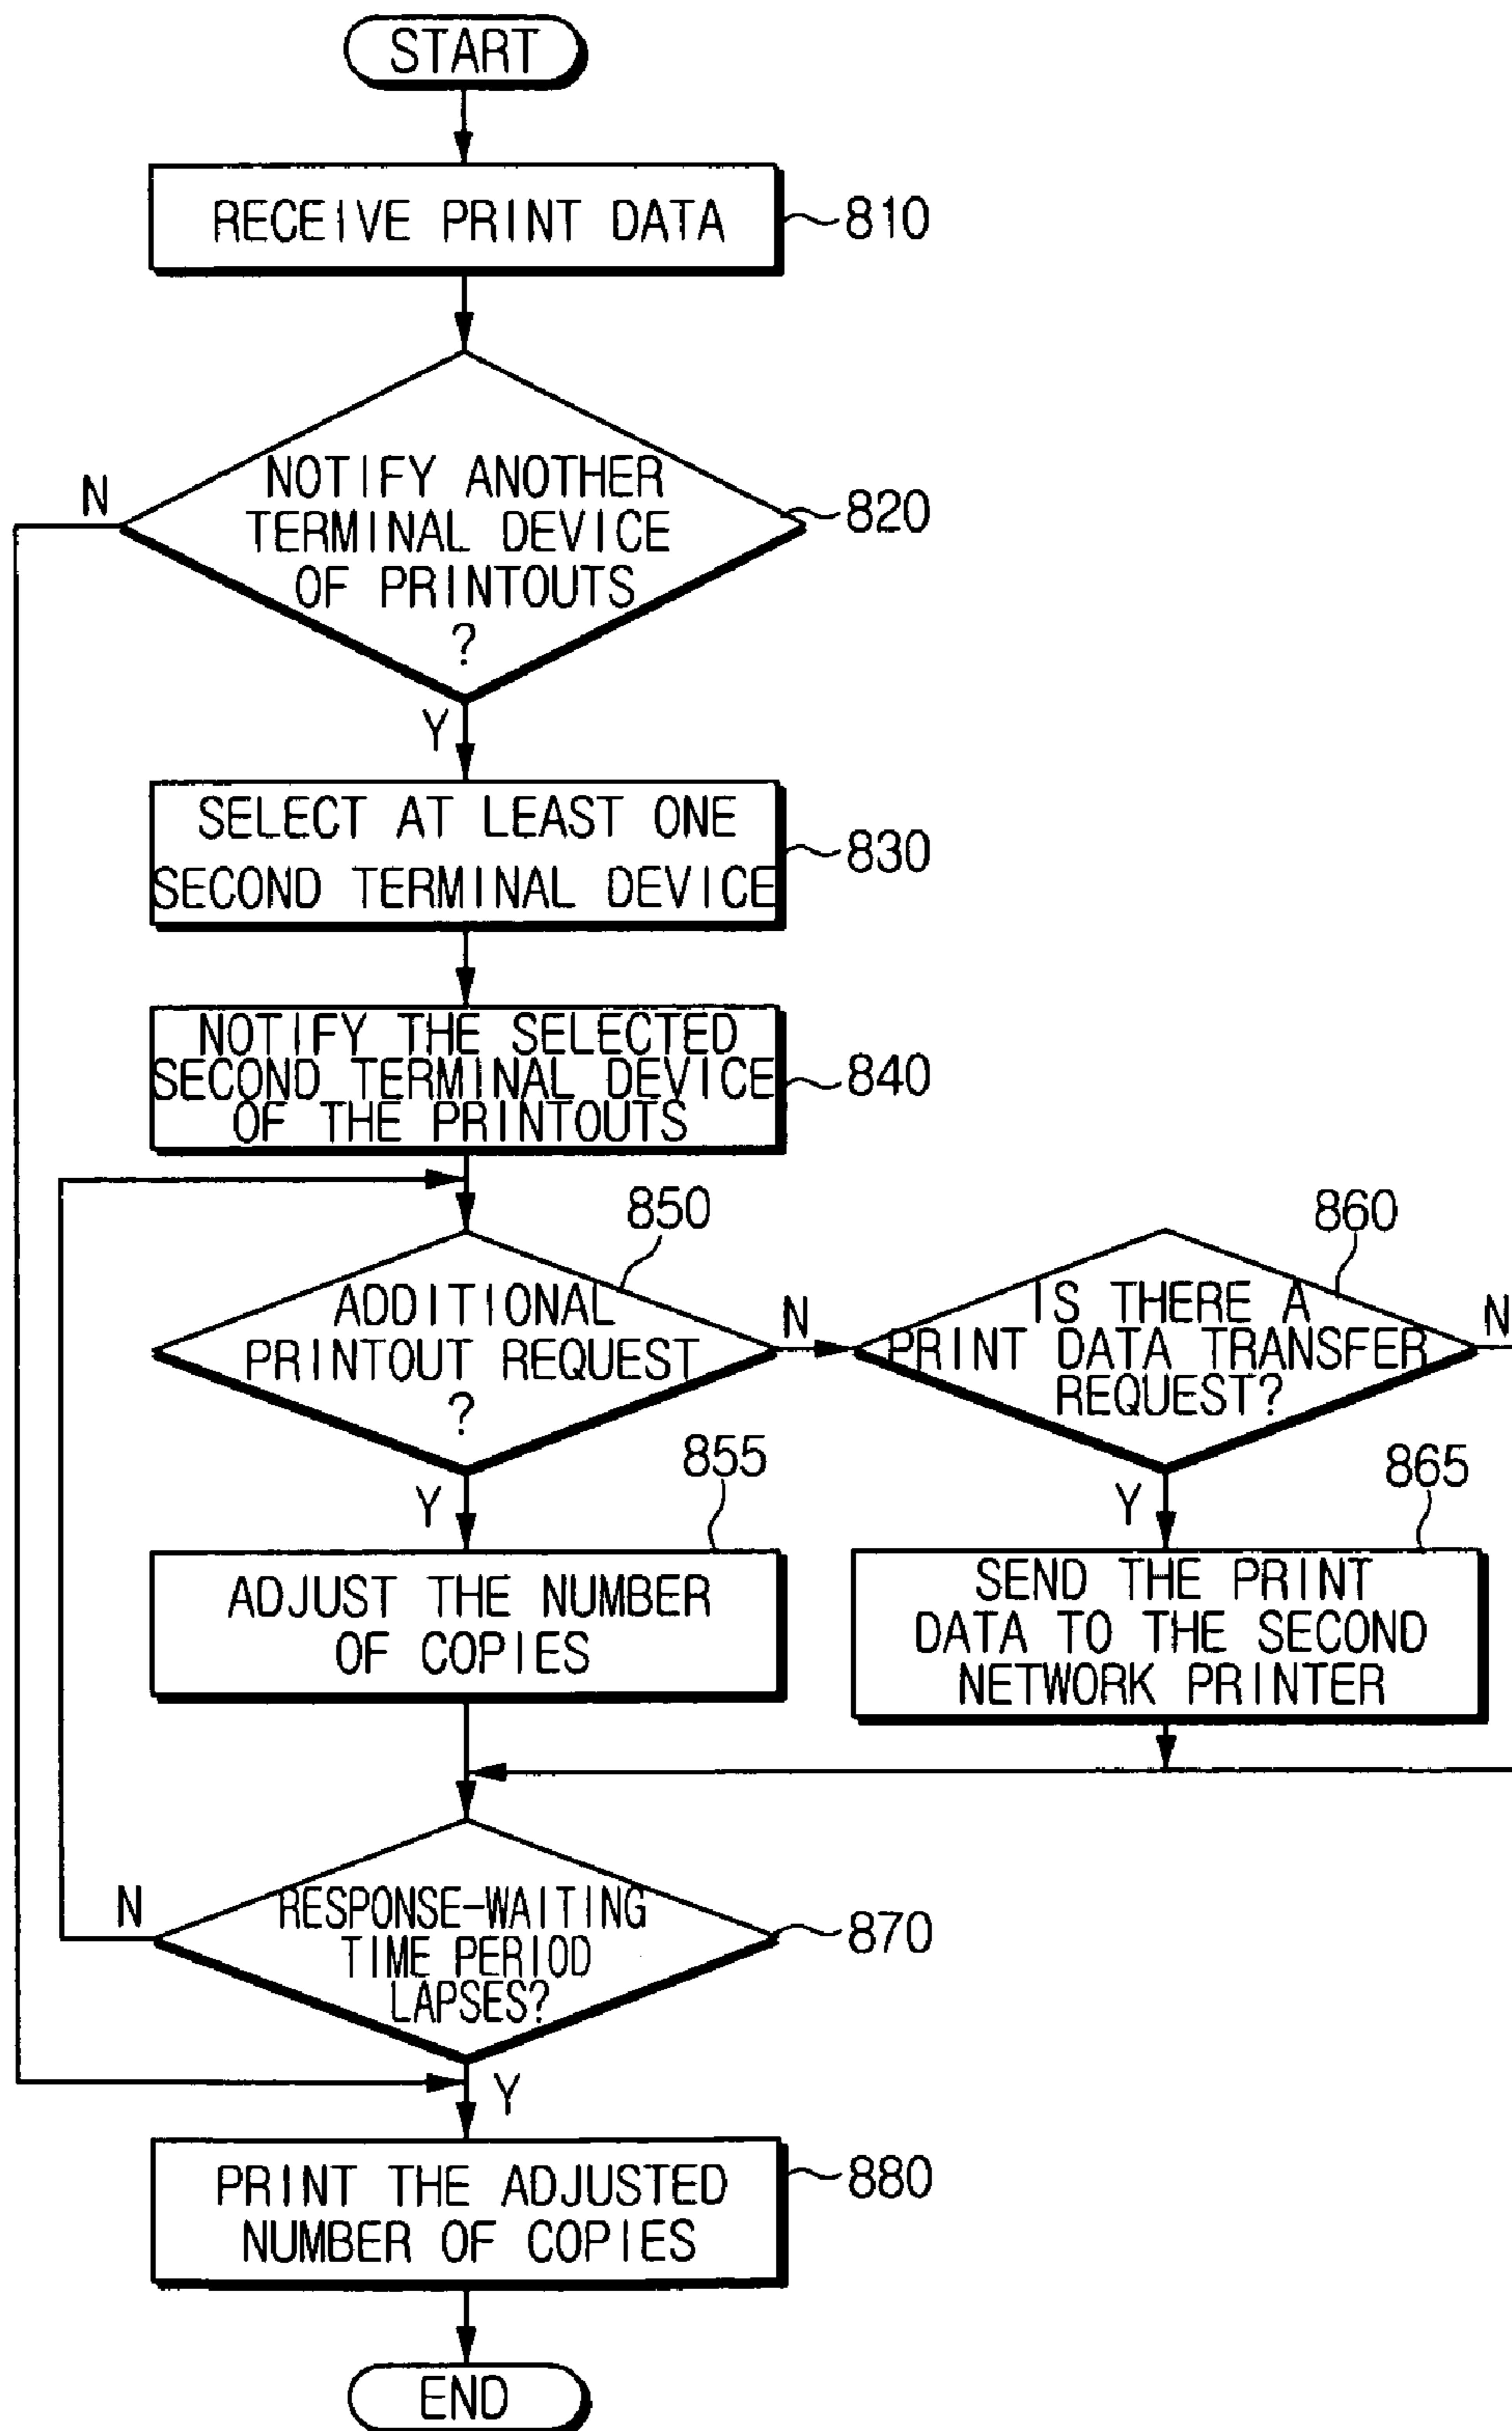 START
RECEIVE PRINT DATA
810
N
NOTIFY ANOTHER
TERMINAL DEVICE
OF PRINTOUTS
?
820
Y
SELECT AT LEAST ONE
SECOND TERMINAL DEVICE
830
NOTIFY THE SELECTED
SECOND TERMINAL DEVICE
OF THE PRINTOUTS
840
850
ADDITIONAL
PRINTOUT REQUEST
?
N
860
IS THERE A
PRINT DATA TRANSFER
REQUEST?
N
Y
855
ADJUST THE NUMBER
OF COPIES
Y
865
SEND THE PRINT
DATA TO THE SECOND
NETWORK PRINTER
N
RESPONSE-WAITING
TIME PERIOD
LAPSES?
870
Y
PRINT THE ADJUSTED
NUMBER OF COPIES
880
END